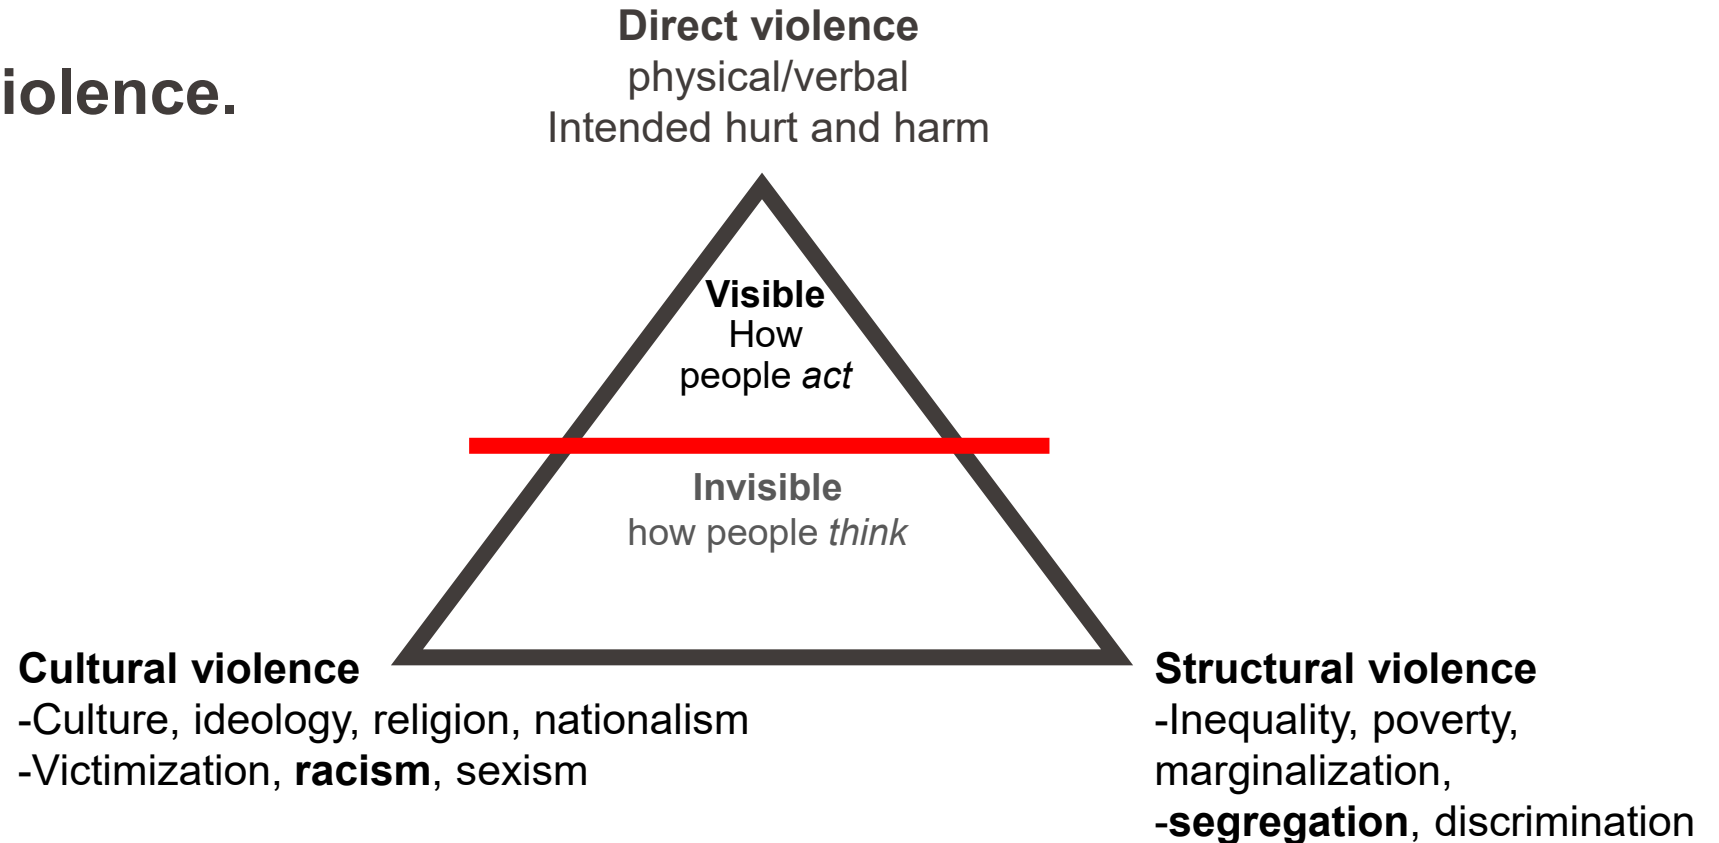 Direct violence
iolence.
physical/verbal
Intended hurt and harm
Visible
How
people act
Invisible
how people think
Cultural violence
-Culture, ideology, religion, nationalism
-Victimization, racism, sexism
Structural violence
-Inequality, poverty,
marginalization,
-segregation, discrimination